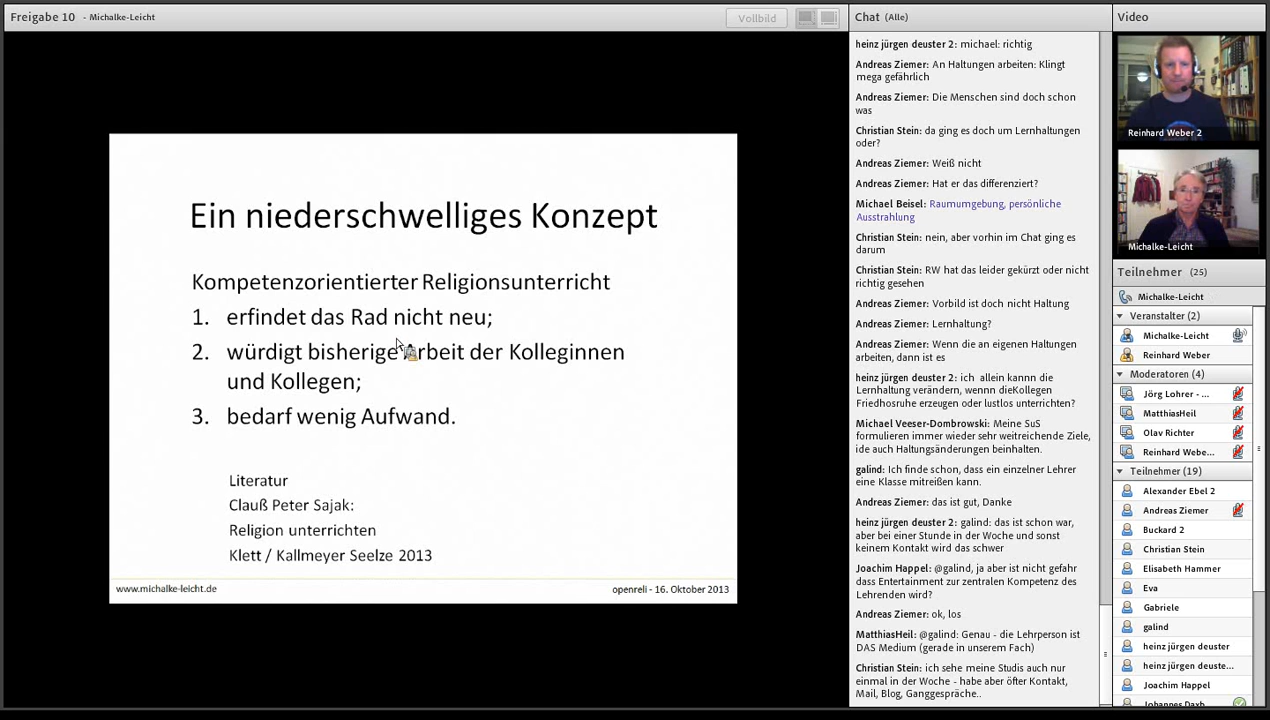 Freigabe 10 - Michalke-Leicht
Vollbild
Ein niederschwelliges Konzept
Kompetenzorientierter Religionsunterricht
1. erfindet das Rad nicht neu;
2. würdigt bisherige Arbeit der Kolleginnen
und Kollegen;
3. bedarf wenig Aufwand.
Literatur
Clauß Peter Sajak:
Religion unterrichten
Klett / Kallmeyer Seelze 2013
www.michalke-leicht.de
openreli - 16. Oktober 2013
Chat (Alle)
heinz jürgen deuster 2: michael: richtig
Andreas Ziemer: An Haltungen arbeiten: Klingt
mega gefährlich
Andreas Ziemer: Die Menschen sind doch schon
was
Christian Stein: da ging es doch um Lernhaltungen
oder?
Andreas Ziemer: Weiß nicht
Andreas Ziemer: Hat er das differenziert?
Michael Beisel: Raumumgebung, persönliche
Ausstrahlung
Christian Stein: nein, aber vorhin im Chat ging es
darum
Christian Stein: RW hat das leider gekürzt oder nicht
richtig gesehen
Andreas Ziemer: Vorbild ist doch nicht Haltung
Andreas Ziemer: Lernhaltung?
Andreas Ziemer: Wenn die an eigenen Haltungen
arbeiten, dann ist es
heinz jürgen deuster 2: ich allein kannn die
Lernhaltung verändern, wennn dieKollegen
Friedhosruhe erzeugen oder lustlos unterrichten?
Michael Veeser-Dombrowski: Meine SuS
formulieren immer wieder sehr weitreichende Ziele,
ide auch Haltungsänderungen beinhalten.
galind: Ich finde schon, dass ein einzelner Lehrer
eine Klasse mitreißen kann.
Andreas Ziemer: das ist gut, Danke
heinz jürgen deuster 2: galind: das ist schon war,
aber bei einer Stunde in der Woche und sonst
keinem Kontakt wird das schwer
Joachim Happel: @galind, ja aber ist nicht gefahr
dass Entertainment zur zentralen Kompetenz des
Lehrenden wird?
Andreas Ziemer: ok, los
MatthiasHeil: @galind: Genau - die Lehrperson ist
DAS Medium (gerade in unserem Fach)
Christian Stein: ich sehe meine Studis auch nur
einmal in der Woche - habe aber öfter Kontakt,
Mail, Blog, Ganggespräche..
Video
Reinhard Weber 2
Michalke-Leicht
Teilnehmer (25)
Michalke-Leicht
Veranstalter (2)
Michalke-Leicht
Reinhard Weber
Moderatoren (4)
Jörg Lohrer - ...
MatthiasHeil
Olav Richter
Reinhard Webe...
Teilnehmer (19)
Alexander Ebel 2
Andreas Ziemer
Buckard 2
Christian Stein
Elisabeth Hammer
Eva
Gabriele
galind
heinz jürgen deuster
heinz jürgen deuste...
Joachim Happel